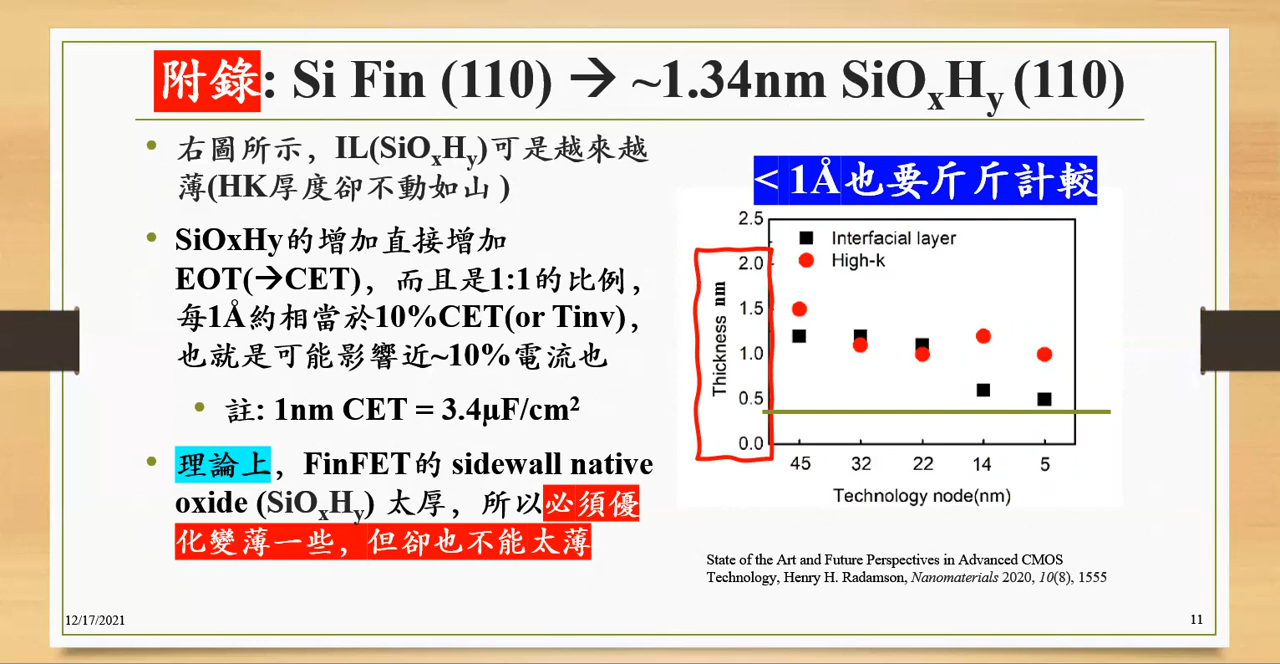 附錄: Si Fin (110) → ~1.34nm SiOxHy (110)
• 右圖所示，IL(SiOxHy)可是越來越
薄(HK厚度卻不動如山 )
• SiOxHy的增加直接增加
EOT(→CET)，而且是1:1的比例，
每1Å約相當於10%CET(or Tinv)，
也就是可能影響近~10%電流也
• 註: 1nm CET = 3.4µF/cm²
• 理論上，FinFET的 sidewall native
oxide (SiOxHy) 太厚，所以必須優
化變薄一些，但卻也不能太薄
< 1Å也要斤斤計較
2.5
2.0
1.5
1.0
0.5
0.0
Thickness nm
Interfacial layer
High-k
45 32 22 14 5
Technology node(nm)
State of the Art and Future Perspectives in Advanced CMOS
Technology, Henry H. Radamson, Nanomaterials 2020, 10(8), 1555
12/17/2021
11